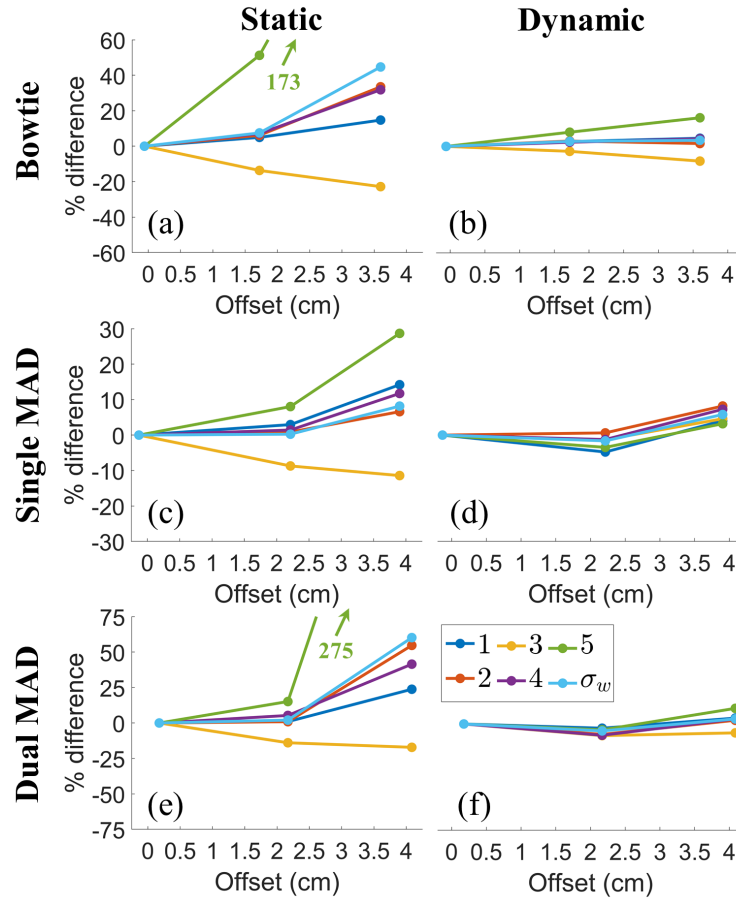 Static Dynamic
Bowtie
% difference
60
40
20
0
-20
-40
-60
173
(a) (b)
0 0.5 1 1.5 2 2.5 3 3.5 4
0 0.5 1 1.5 2 2.5 3 3.5 4
Offset (cm) Offset (cm)
Single MAD
% difference
30
20
10
0
-10
-20
-30
(c) (d)
0 0.5 1 1.5 2 2.5 3 3.5 4
0 0.5 1 1.5 2 2.5 3 3.5 4
Offset (cm) Offset (cm)
Dual MAD
% difference
75
50
25
0
-25
-50
-75
275
1 3 5
2 4 σw
(e) (f)
0 0.5 1 1.5 2 2.5 3 3.5 4
0 0.5 1 1.5 2 2.5 3 3.5 4
Offset (cm) Offset (cm)